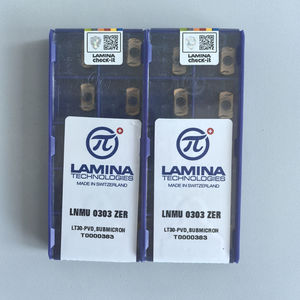 LAMINA
check-it
π+
LAMINA
TECHNOLOGIES
MADE IN SWITZERLAND
LNMU 0303 ZER
LT30-PVD,SUBMICRON
T0000383
LAMINA
check-it
π+
LAMINA
TECHNOLOGIES
MADE IN SWITZERLAND
LNMU 0303 ZER
LT30-PVD,SUBMICRON
T0000383